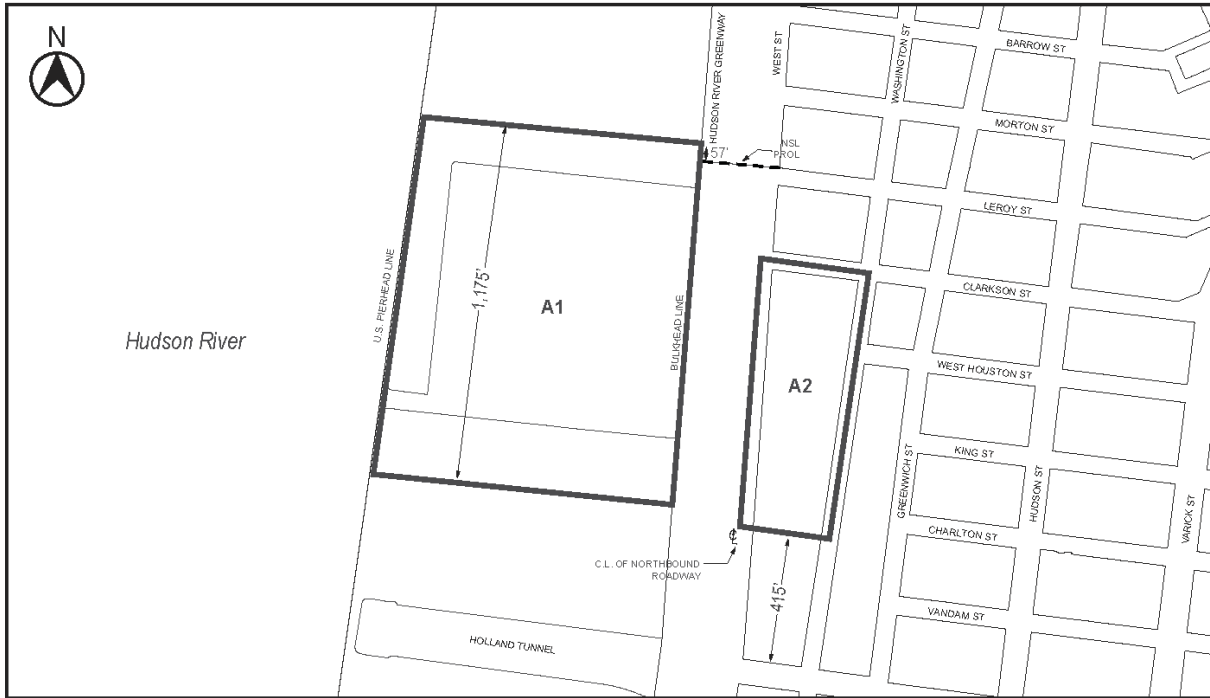 N
HUDSON RIVER GREENWAY
WEST ST
WASHINGTON ST
BARROW ST
MORTON ST
57'
NSL
PROL
LEROY ST
U.S. PIERHEAD LINE
1,175'
A1
BULKHEAD LINE
Hudson River
CLARKSON ST
A2
WEST HOUSTON ST
GREENWICH ST
KING ST
HUDSON ST
VARICK ST
CHARLTON ST
C.L. OF NORTHBOUND
ROADWAY
415'
VANDAM ST
HOLLAND TUNNEL